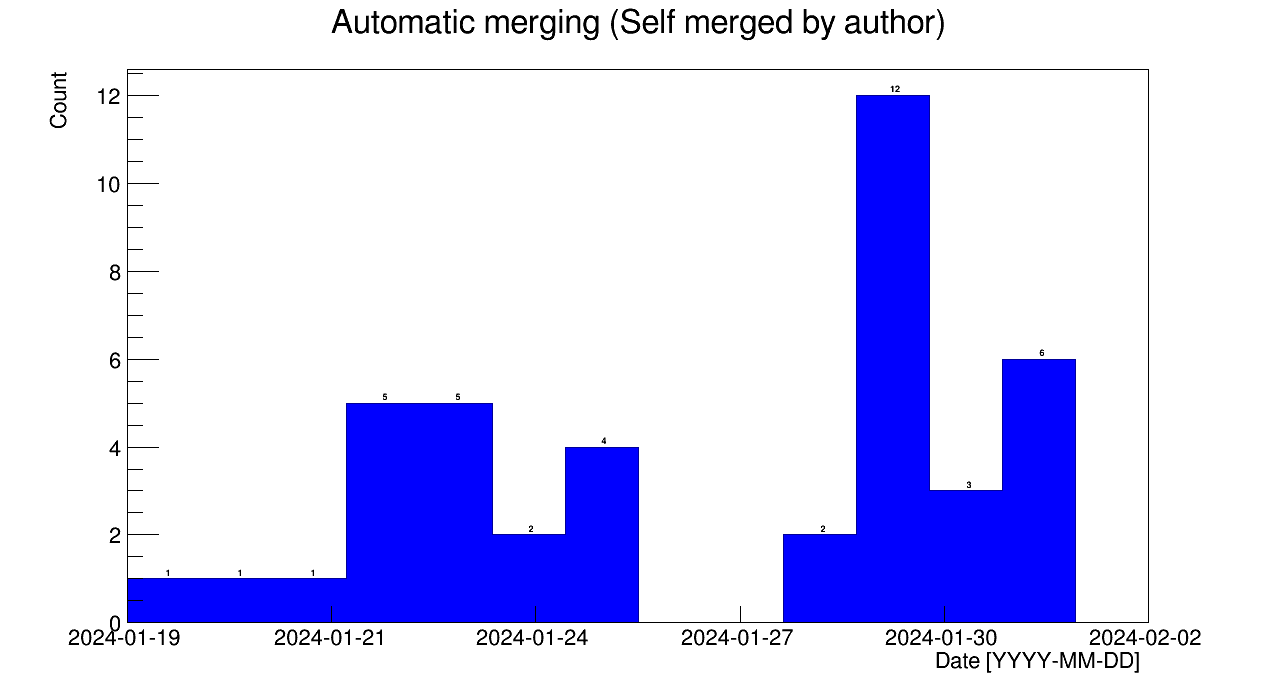 Automatic merging (Self merged by author)
Count
12
10
8
6
4
2
0
12
6
5 5
4
3
2 2
1 1 1
2024-01-19 2024-01-21 2024-01-24 2024-01-27 2024-01-30 2024-02-02
Date [YYYY-MM-DD]